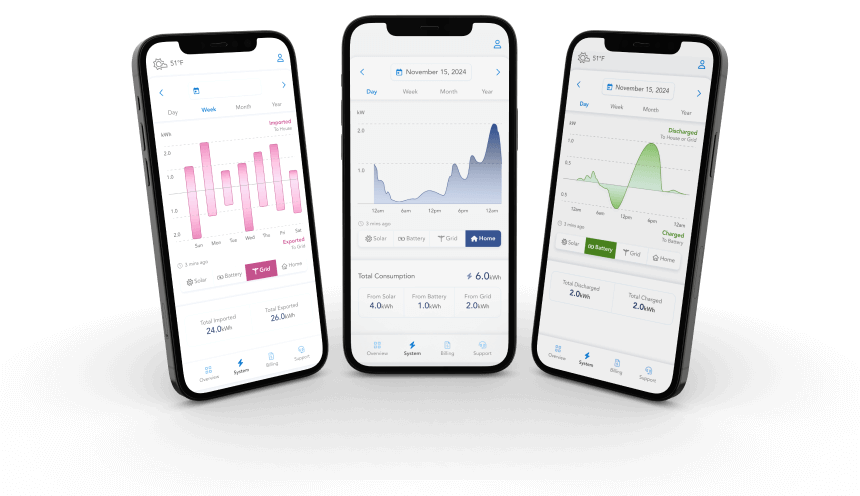 51°F
Day
Week
Month
Year
kWh
Imported
To House
2.0
1.0
1.0
2.0
Sun
Mon
Tue
Wed
Thu
Fri
Sat
Exported
To Grid
3 mins ago
Solar
Battery
Grid
Home
Total Imported
24.0kWh
Total Exported
26.0kWh
Overview
System
Billing
Support
November 15, 2024
Day
Week
Month
Year
kW
2.0
1.0
12am
6am
12pm
6pm
12am
3 mins ago
Solar
Battery
Grid
Home
Total Consumption
6.0kWh
From Solar
4.0kWh
From Battery
1.0kWh
From Grid
2.0kWh
Overview
System
Billing
Support
51°F
November 15, 2024
Day
Week
Month
Year
kW
Discharged
To House or Grid
1.0
0.5
0.5
12am
6am
12pm
6pm
12am
Charged
To Battery
3 mins ago
Solar
Battery
Grid
Home
Total Discharged
2.0kWh
Total Charged
2.0kWh
Overview
System
Billing
Support